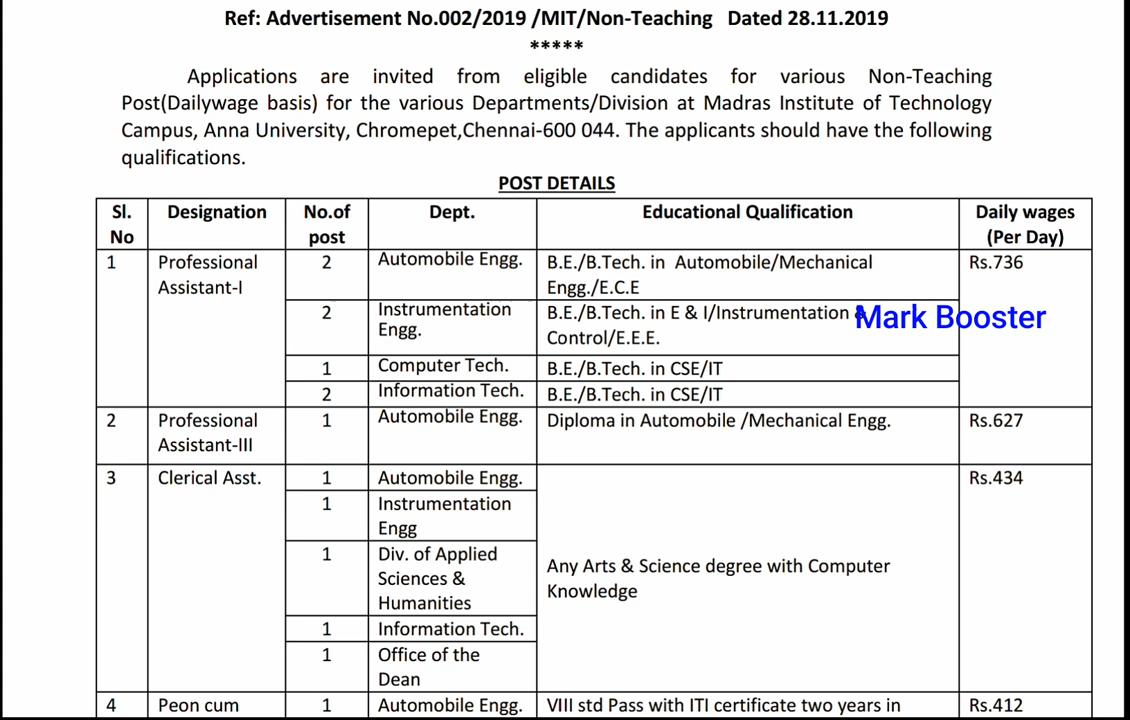 Ref: Advertisement No.002/2019 /MIT/Non-Teaching Dated 28.11.2019
*****
Applications are invited from eligible candidates for various Non-Teaching
Post(Dailywage basis) for the various Departments/Division at Madras Institute of Technology
Campus, Anna University, Chromepet,Chennai-600 044. The applicants should have the following
qualifications.
POST DETAILS
Sl. No Designation No.of post Dept. Educational Qualification Daily wages (Per Day)
1 Professional Assistant-I 2 Automobile Engg. B.E./B.Tech. in Automobile/Mechanical Engg./E.C.E Rs.736
2 Instrumentation Engg. B.E./B.Tech. in E & I/Instrumentation & Control/E.E.E.
Mark Booster
1 Computer Tech. B.E./B.Tech. in CSE/IT
2 Information Tech. B.E./B.Tech. in CSE/IT
2 Professional Assistant-III 1 Automobile Engg. Diploma in Automobile /Mechanical Engg. Rs.627
3 Clerical Asst. 1 Automobile Engg. Any Arts & Science degree with Computer Knowledge Rs.434
1 Instrumentation Engg
1 Div. of Applied Sciences & Humanities
1 Information Tech.
1 Office of the Dean
4 Peon cum 1 Automobile Engg. VIII std Pass with ITI certificate two years in Rs.412